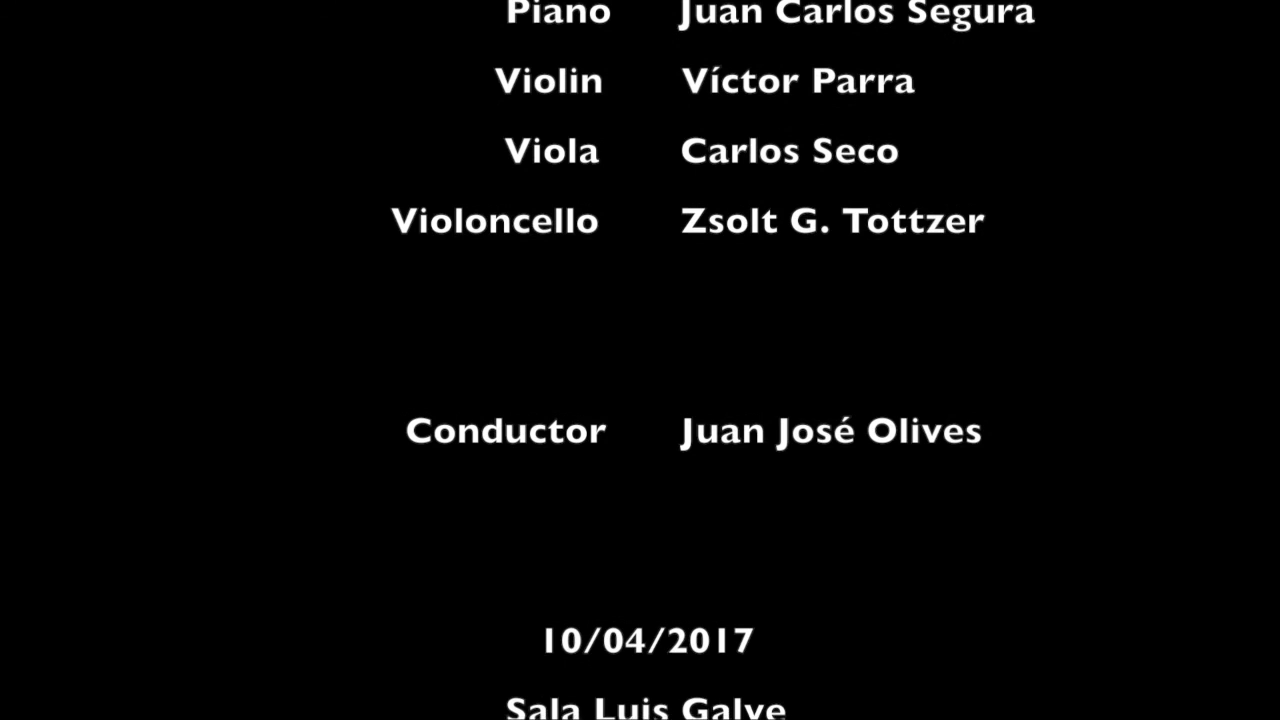 Piano Juan Carlos Segura
Violin Víctor Parra
Viola Carlos Seco
Violoncello Zsolt G. Tottzer
Conductor Juan José Olives
10/04/2017
Sala Luis Galve